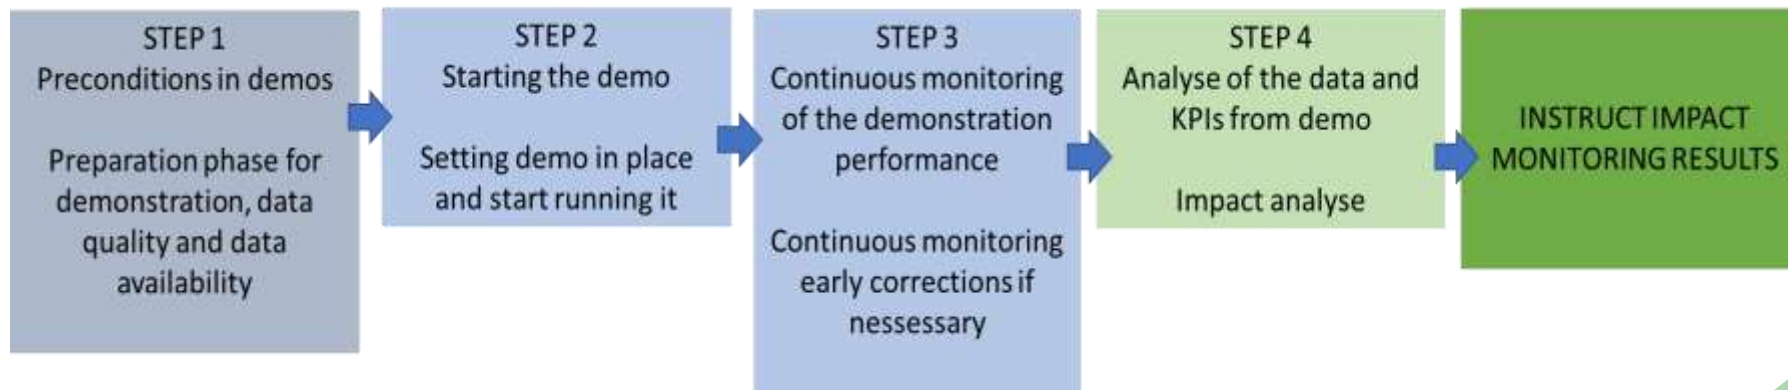 STEP 1
Preconditions in demos
Preparation phase for
demonstration, data
quality and data
availability
STEP 2
Starting the demo
Setting demo in place
and start running it
STEP 3
Continuous monitoring
of the demonstration
performance
Continuous monitoring
early corrections if
nessessary
STEP 4
Analyse of the data and
KPIs from demo
Impact analyse
INSTRUCT IMPACT
MONITORING RESULTS